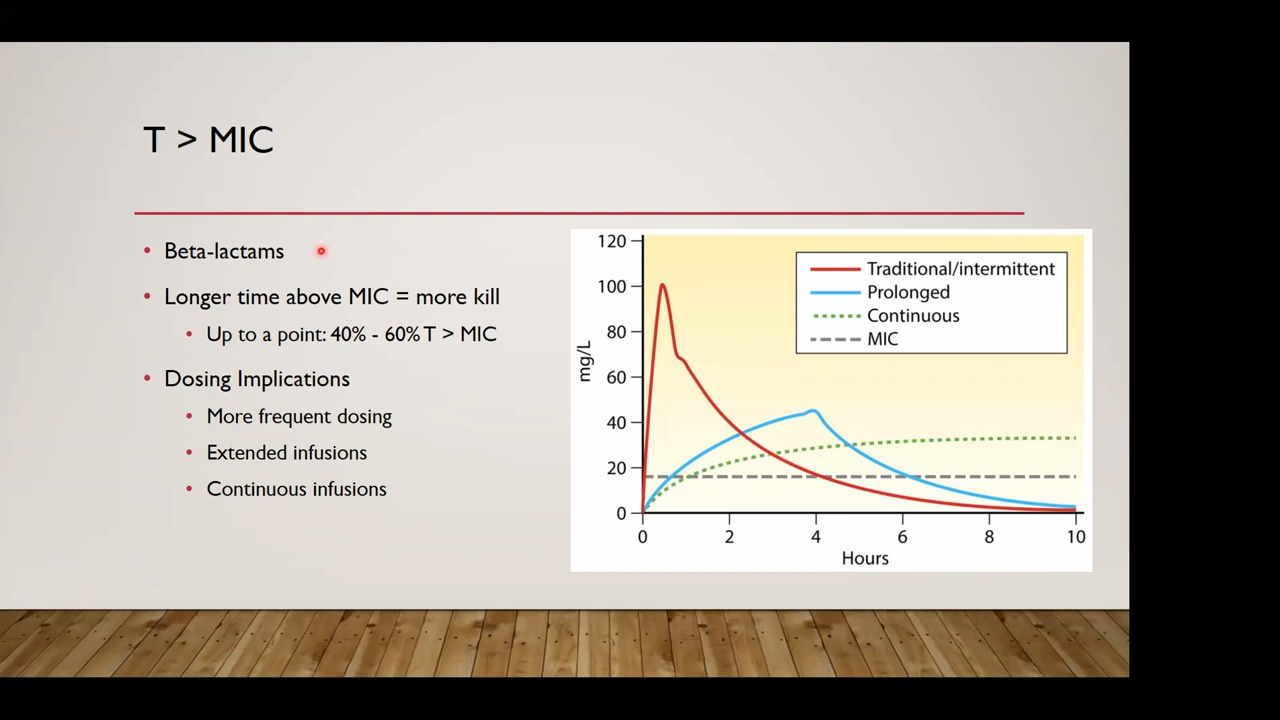 T > MIC
• Beta-lactams
• Longer time above MIC = more kill
• Up to a point: 40% - 60% T > MIC
• Dosing Implications
• More frequent dosing
• Extended infusions
• Continuous infusions
120
100
80
60
40
20
0
mg/L
Traditional/intermittent
Prolonged
Continuous
MIC
0 2 4 6 8 10
Hours